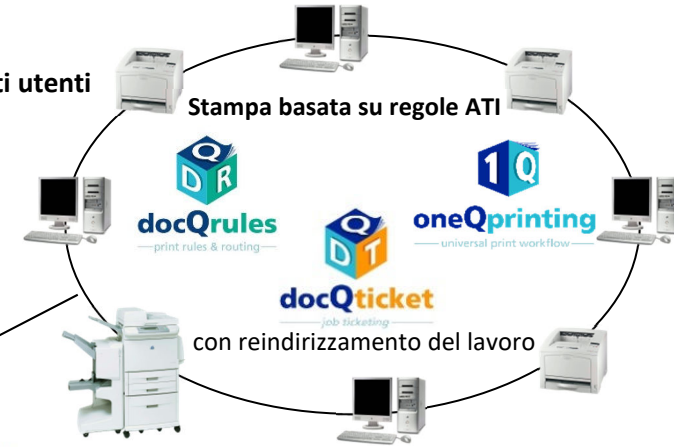 ti utenti
Stampa basata su regole ATI
Q
D R
docQrules
print rules & routing
1 Q
oneQprinting
universal print workflow
Q
D T
docQticket
job ticketing
con reindirizzamento del lavoro